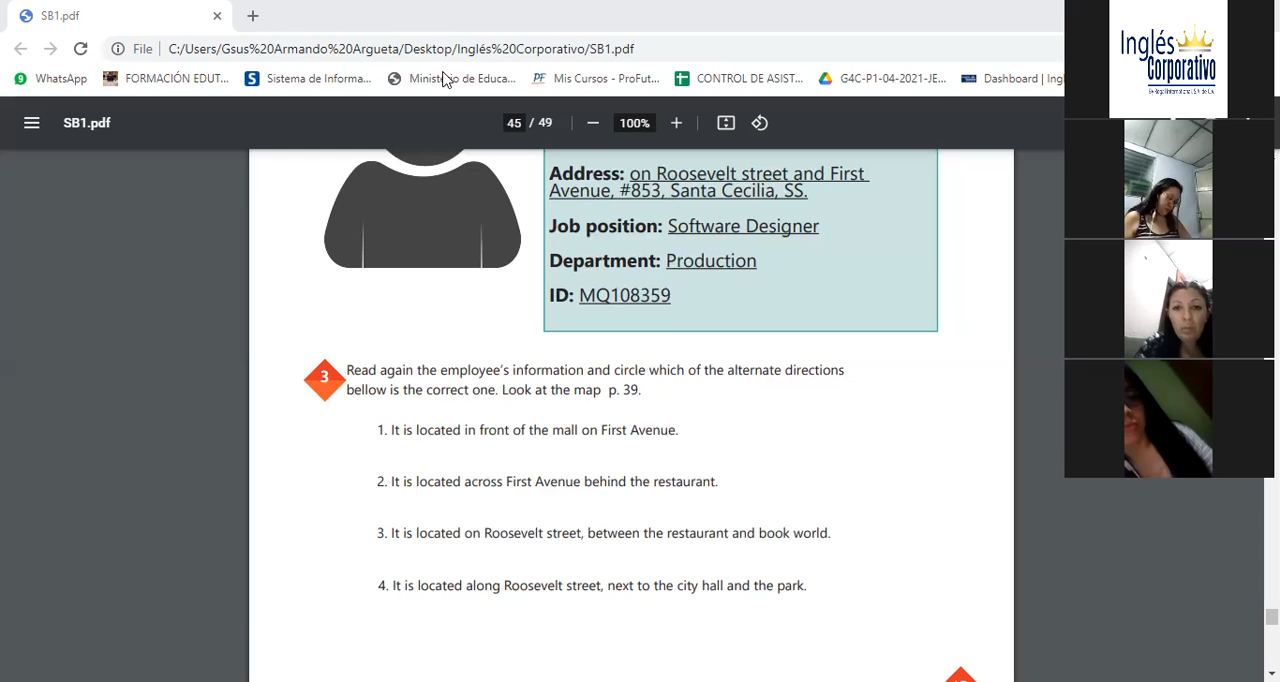 SB1.pdf
File
C:/Users/Gsus%20Armando%20Argueta/Desktop/Inglés%20Corporativo/SB1.pdf
WhatsApp
FORMACIÓN EDUT...
Sistema de Informa...
Ministerio de Educa...
Mis Cursos - ProFut...
CONTROL DE ASIST...
G4C-P1-04-2021-JE...
Dashboard | Ingl
SB1.pdf
45 / 49
100%
Inglés
Corporativo
Address: on Roosevelt street and First
Avenue, #853, Santa Cecilia, SS.
Job position: Software Designer
Department: Production
ID: MQ108359
3
Read again the employee's information and circle which of the alternate directions
bellow is the correct one. Look at the map p. 39.
1. It is located in front of the mall on First Avenue.
2. It is located across First Avenue behind the restaurant.
3. It is located on Roosevelt street, between the restaurant and book world.
4. It is located along Roosevelt street, next to the city hall and the park.